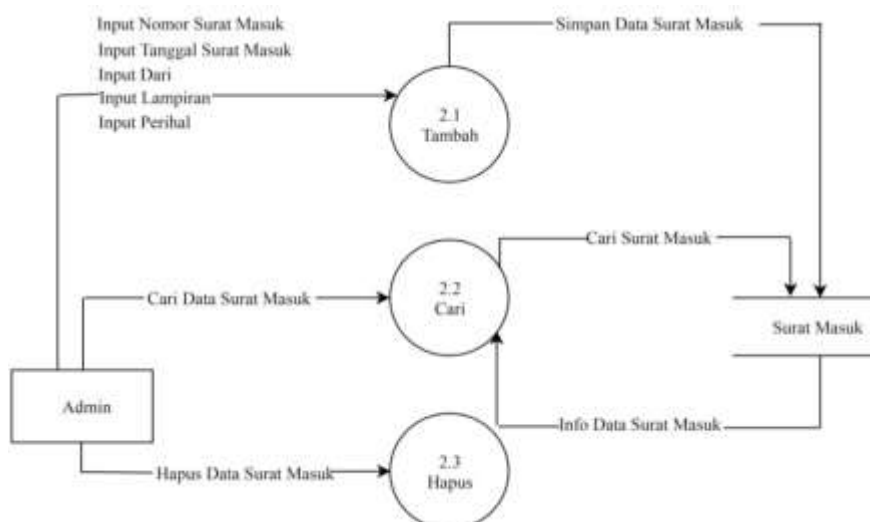 Input Nomor Surat Masuk
Input Tanggal Surat Masuk
Input Dari
Input Lampiran
Input Perihal
Simpan Data Surat Masuk
2.1
Tambah
Cari Surat Masuk
2.2
Cari
Cari Data Surat Masuk
Surat Masuk
Admin
Info Data Surat Masuk
2.3
Hapus
Hapus Data Surat Masuk